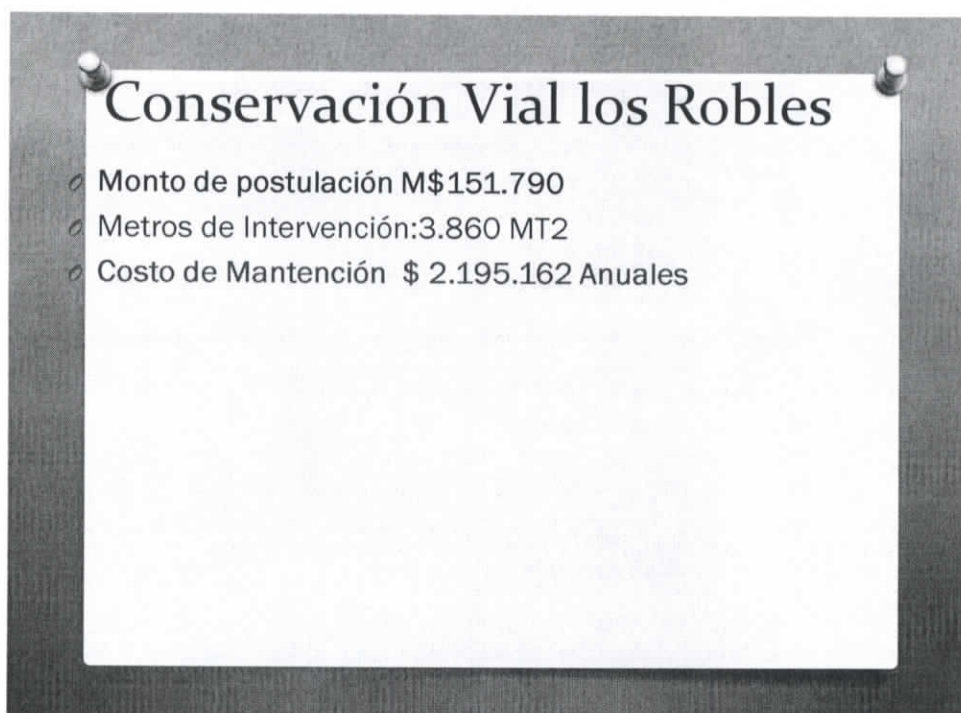 Conservación Vial los Robles
Monto de postulación M$151.790
Metros de Intervención:3.860 MT2
Costo de Mantención $ 2.195.162 Anuales